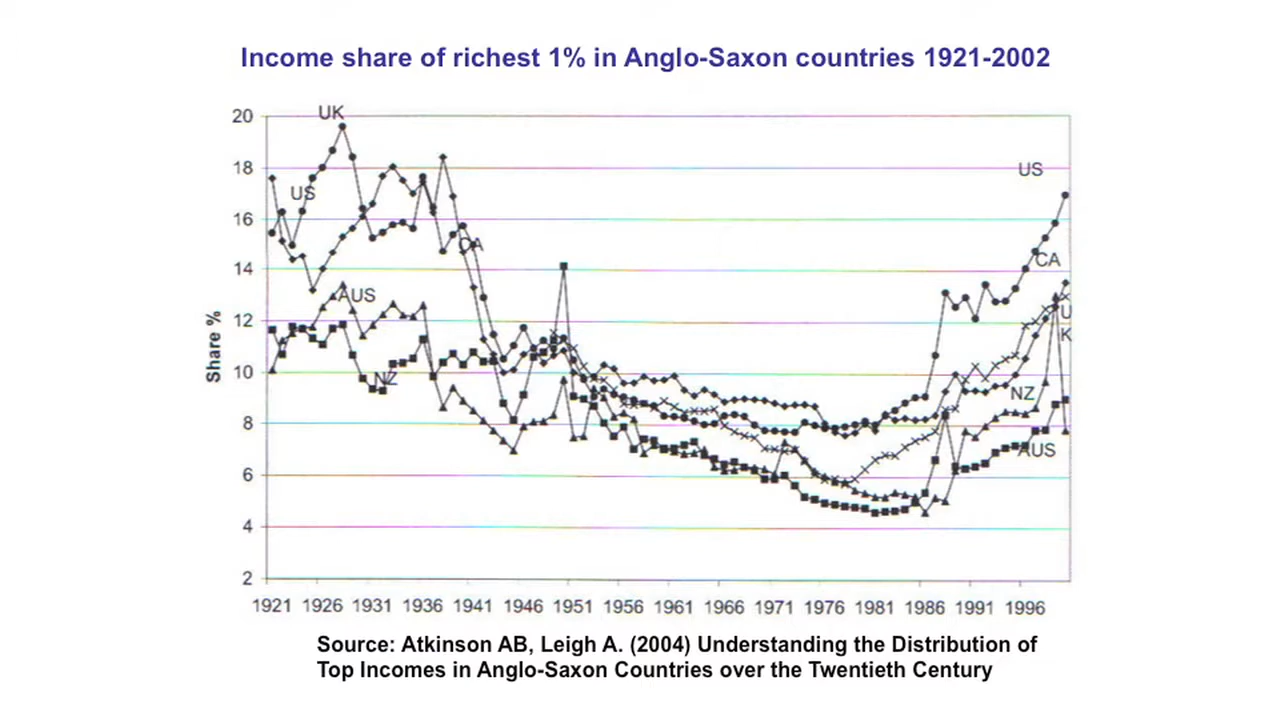 Income share of richest 1% in Anglo-Saxon countries 1921-2002
20
18
16
14
12
10
8
6
4
2
Share %
UK
US
AUS
NZ
CA
US
CA
U
K
NZ
AUS
1921 1926 1931 1936 1941 1946 1951 1956 1961 1966 1971 1976 1981 1986 1991 1996
Source: Atkinson AB, Leigh A. (2004) Understanding the Distribution of
Top Incomes in Anglo-Saxon Countries over the Twentieth Century